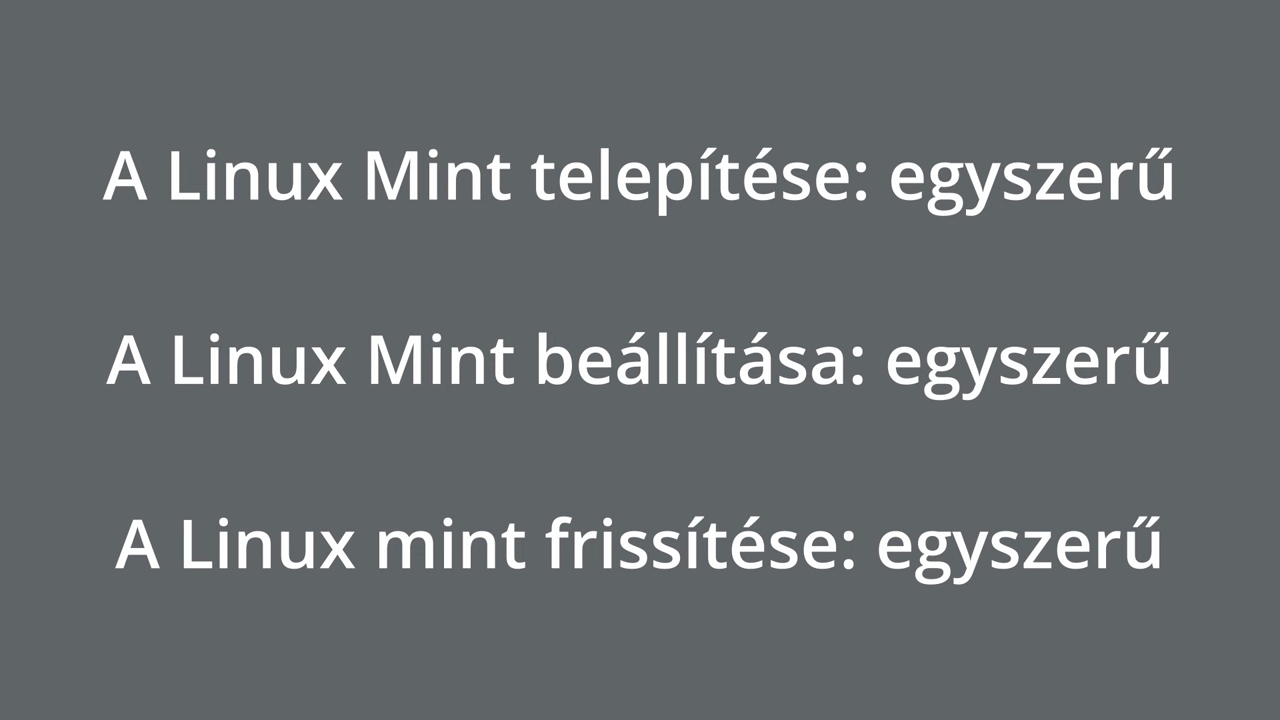 A Linux Mint telepítése: egyszerű
A Linux Mint beállítása: egyszerű
A Linux mint frissítése: egyszerű